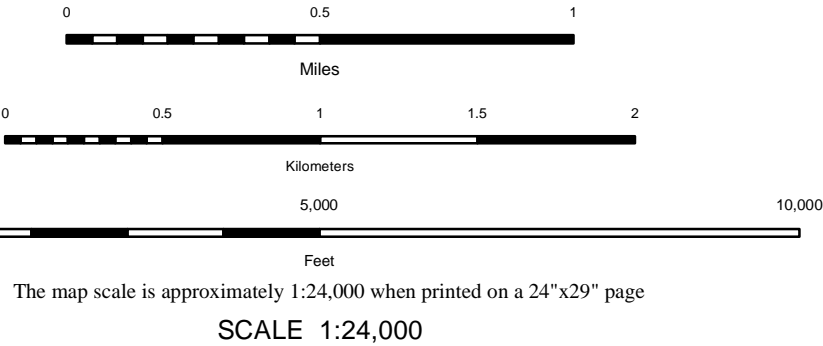 0 0.5 1
Miles
0 0.5 1 1.5 2
Kilometers
5,000 10,000
Feet
The map scale is approximately 1:24,000 when printed on a 24"x29" page
SCALE 1:24,000